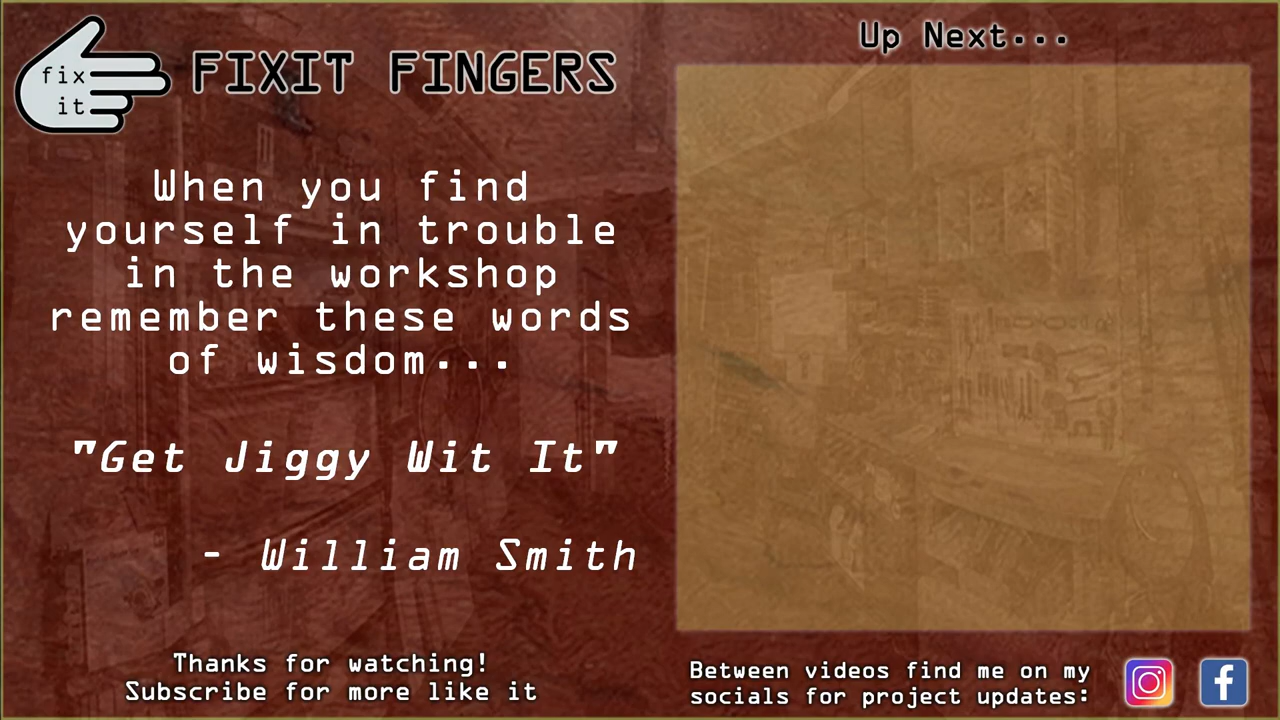 fix
it
FIXIT FINGERS
When you find
yourself in trouble
in the workshop
remember these words
of wisdom...
"Get Jiggy Wit It"
- William Smith
Thanks for watching!
Subscribe for more like it
Up Next...
Between videos find me on my
socials for project updates: